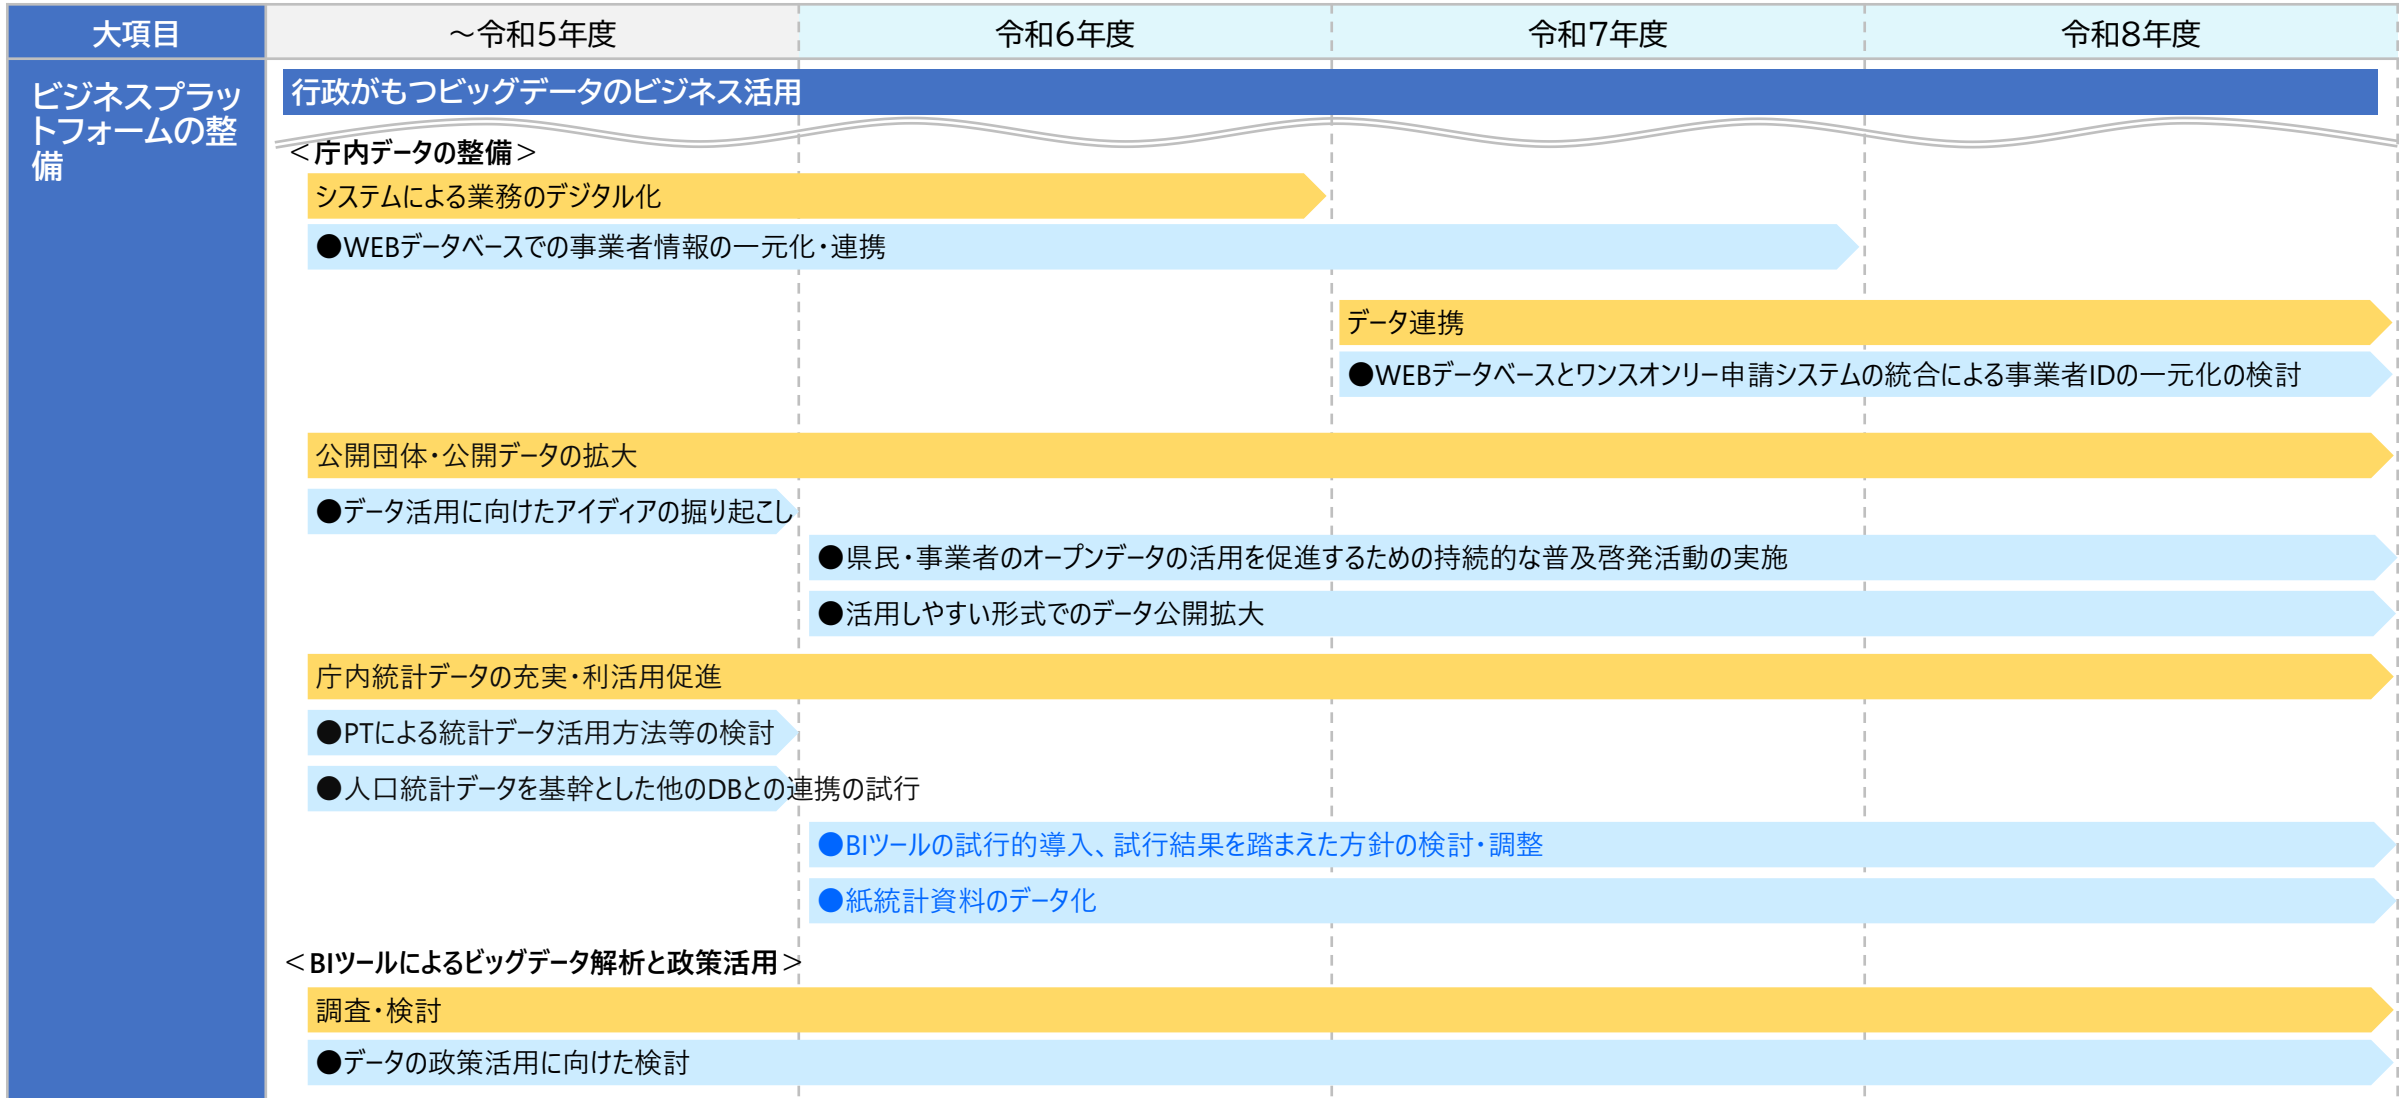 大項目
～令和5年度
令和6年度
令和7年度
令和8年度
ビジネスプラッ
トフォームの整
備
行政がもつビッグデータのビジネス活用
＜庁内データの整備＞
システムによる業務のデジタル化
●WEBデータベースでの事業者情報の一元化・連携
データ連携
●WEBデータベースとワンスオンリー申請システムの統合による事業者IDの一元化の検討
公開団体・公開データの拡大
●データ活用に向けたアイディアの掘り起こし
●県民・事業者のオープンデータの活用を促進するための持続的な普及啓発活動の実施
●活用しやすい形式でのデータ公開拡大
庁内統計データの充実・利活用促進
●PTによる統計データ活用方法等の検討
●人口統計データを基幹とした他のDBとの連携の試行
●BIツールの試行的導入、試行結果を踏まえた方針の検討・調整
●紙統計資料のデータ化
＜BIツールによるビッグデータ解析と政策活用＞
調査・検討
●データの政策活用に向けた検討